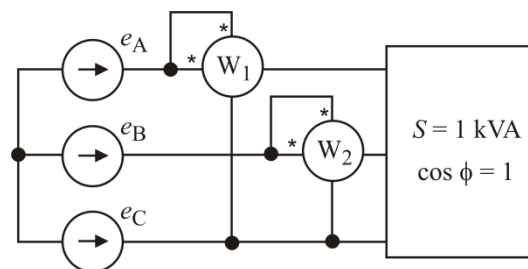 e_A
*
*
W_1
e_B
*
*
W_2
e_C
S = 1 kVA
cos ϕ = 1